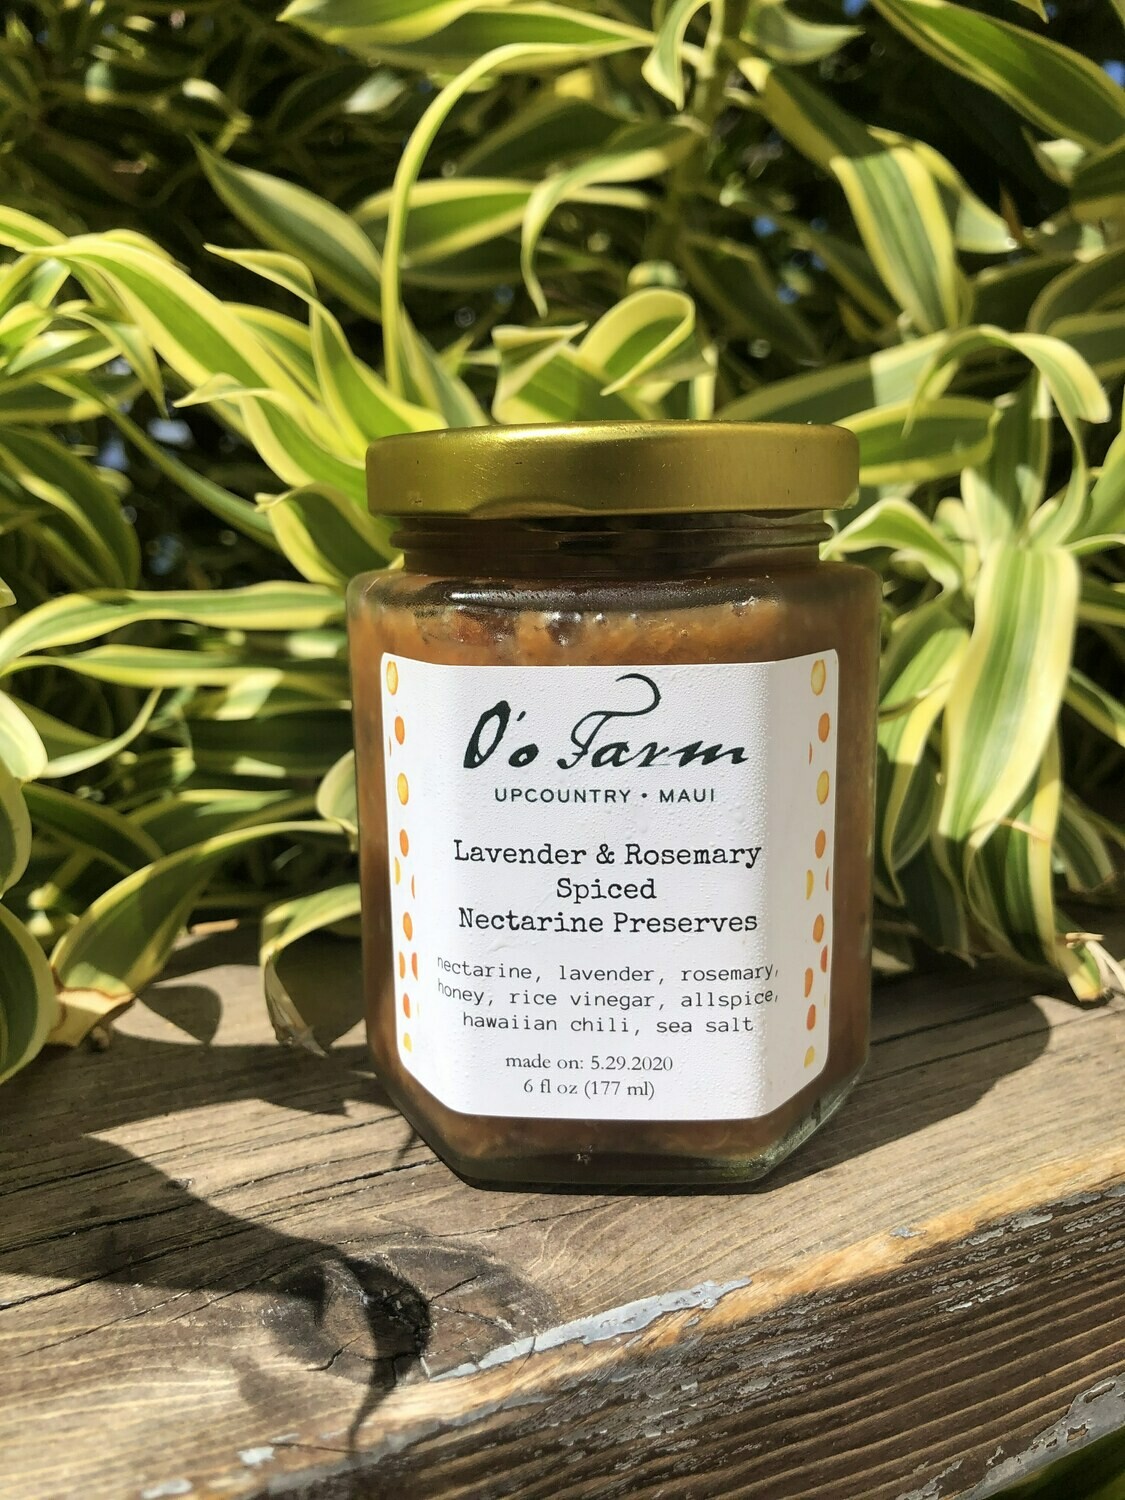 O'o Farm
UPCOUNTRY • MAUI
Lavender & Rosemary
Spiced
Nectarine Preserves
nectarine, lavender, rosemary,
honey, rice vinegar, allspice,
hawaiian chili, sea salt
made on: 5.29.2020
6 fl oz (177 ml)